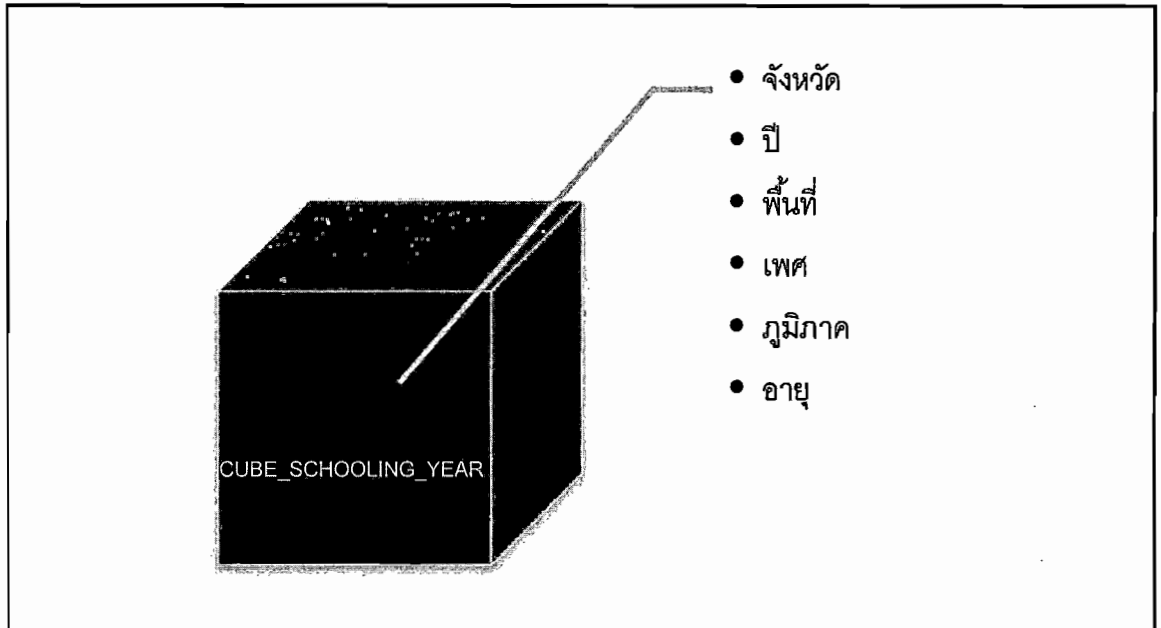 • จังหวัด
• ปี
• พื้นที่
• เพศ
• ภูมิภาค
• อายุ
CUBE_SCHOOLING_YEAR